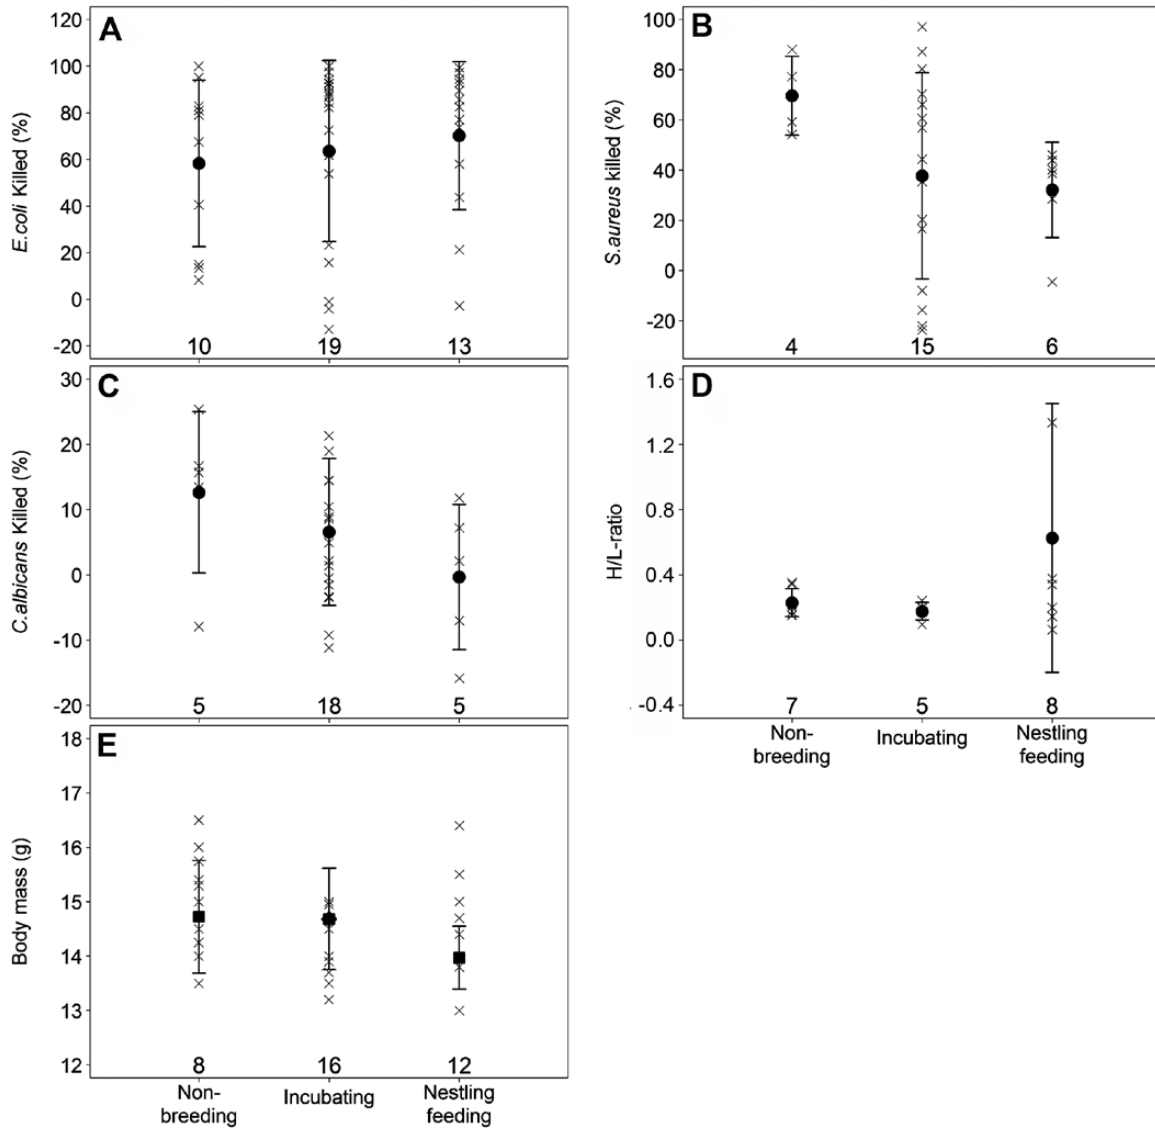 A
E.coli Killed (%)
120
100
80
60
40
20
0
-20
10
19
13
B
S.aureus killed (%)
100
80
60
40
20
0
-20
4
15
6
C
C.albicans Killed (%)
30
20
10
0
-10
-20
5
18
5
D
H/L-ratio
1.6
1.2
0.8
0.4
0.0
-0.4
7
5
8
Non-
breeding
Incubating
Nestling
feeding
E
Body mass (g)
18
17
16
15
14
13
12
8
16
12
Non-
breeding
Incubating
Nestling
feeding